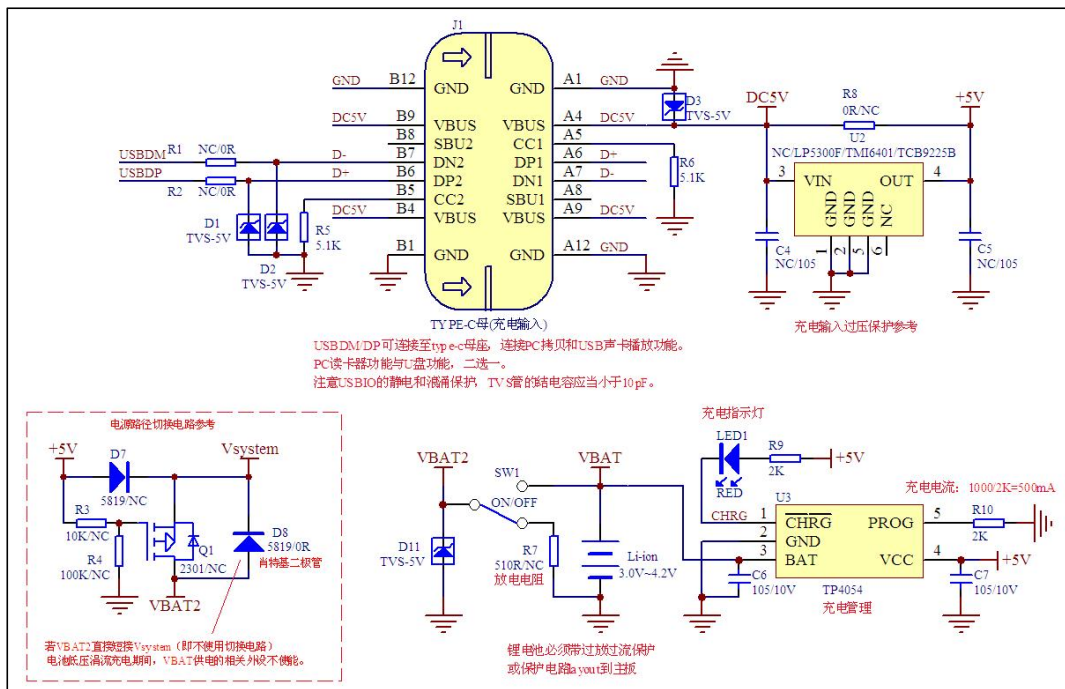 J1
GND B12 GND GND A1 GND
DC5V B9 VBUS VBUS A4 DC5V
B8 SBU2 CC1 A5
USBDM R1 NC/0R D- B7 DN2 DP1 A6 D+
USBDP R2 NC/0R D+ B6 DP2 DN1 A7 D-
B5 CC2 SBU1 A8
DC5V B4 VBUS VBUS A9 DC5V
B1 GND GND A12 GND
D1
TVS-5V
D2
TVS-5V
R5
5.1K
D3
TVS-5V
R6
5.1K
TYPE-C母(充电输入)
DC5V
R8
0R/NC
+5V
U2
NC/LP5300F/TMI6401/TCB9225B
3 VIN OUT 4
GND GND GND NC
1 2 5 6
C4
NC/105
C5
NC/105
充电输入过压保护参考
USBDM/DP可连接至type-c母座，连接PC拷贝和USB声卡播放功能。
PC读卡器功能与U盘功能，二选一。
注意USBIO的静电和浪涌保护，TVS管的结电容应当小于10pF。
电源路径切换电路参考
+5V
D7
5819/NC
Vsystem
R3
10K/NC
R4
100K/NC
Q1
2301/NC
D8
5819/0R
肖特基二极管
VBAT2
若VBAT2直接短接Vsystem（即不使用切换电路）
电池低压涓流充电期间，VBAT供电的相关外设不使能。
VBAT2
SW1
ON/OFF
D11
TVS-5V
R7
510R/NC
放电电阻
VBAT
Li-ion
3.0V~4.2V
锂电池必须带过放过流保护
或保护电路layout到主板
充电指示灯
LED1
RED
R9
2K
+5V
充电电流：1000/2K=500mA
U3
CHRG 1 CHRG PROG 5
2 GND
3 BAT VCC 4
R10
2K
+5V
C6
105/10V
TP4054
充电管理
C7
105/10V